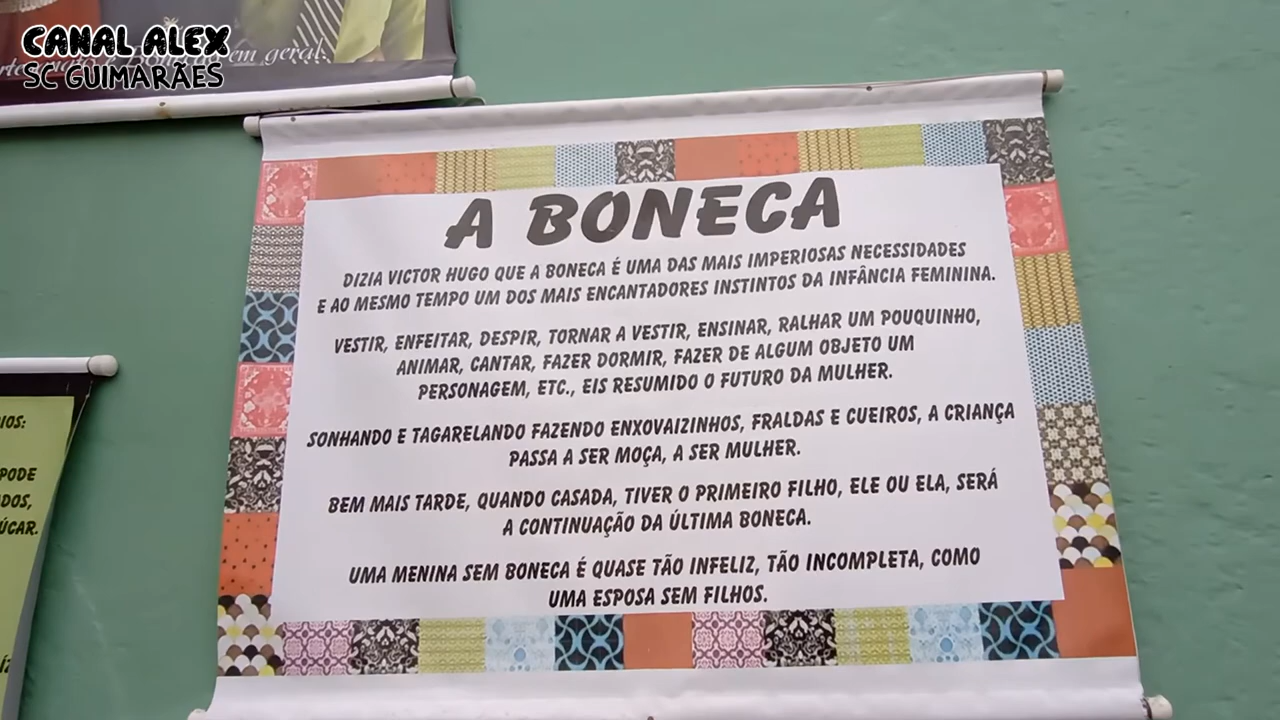 CANAL ALEX
SC GUIMARÃES
em geral.
A BONECA
DIZIA VICTOR HUGO QUE A BONECA É UMA DAS MAIS IMPERIOSAS NECESSIDADES
E AO MESMO TEMPO UM DOS MAIS ENCANTADORES INSTINTOS DA INFÂNCIA FEMININA.
VESTIR, ENFEITAR, DESPIR, TORNAR A VESTIR, ENSINAR, RALHAR UM POUQUINHO,
ANIMAR, CANTAR, FAZER DORMIR, FAZER DE ALGUM OBJETO UM
PERSONAGEM, ETC., EIS RESUMIDO O FUTURO DA MULHER.
SONHANDO E TAGARELANDO FAZENDO ENXOVAIZINHOS, FRALDAS E CUEIROS, A CRIANÇA
PASSA A SER MOÇA, A SER MULHER.
BEM MAIS TARDE, QUANDO CASADA, TIVER O PRIMEIRO FILHO, ELE OU ELA, SERÁ
A CONTINUAÇÃO DA ÚLTIMA BONECA.
UMA MENINA SEM BONECA É QUASE TÃO INFELIZ, TÃO INCOMPLETA, COMO
UMA ESPOSA SEM FILHOS.
IOS:
PODE
DOS,
ÚCAR.